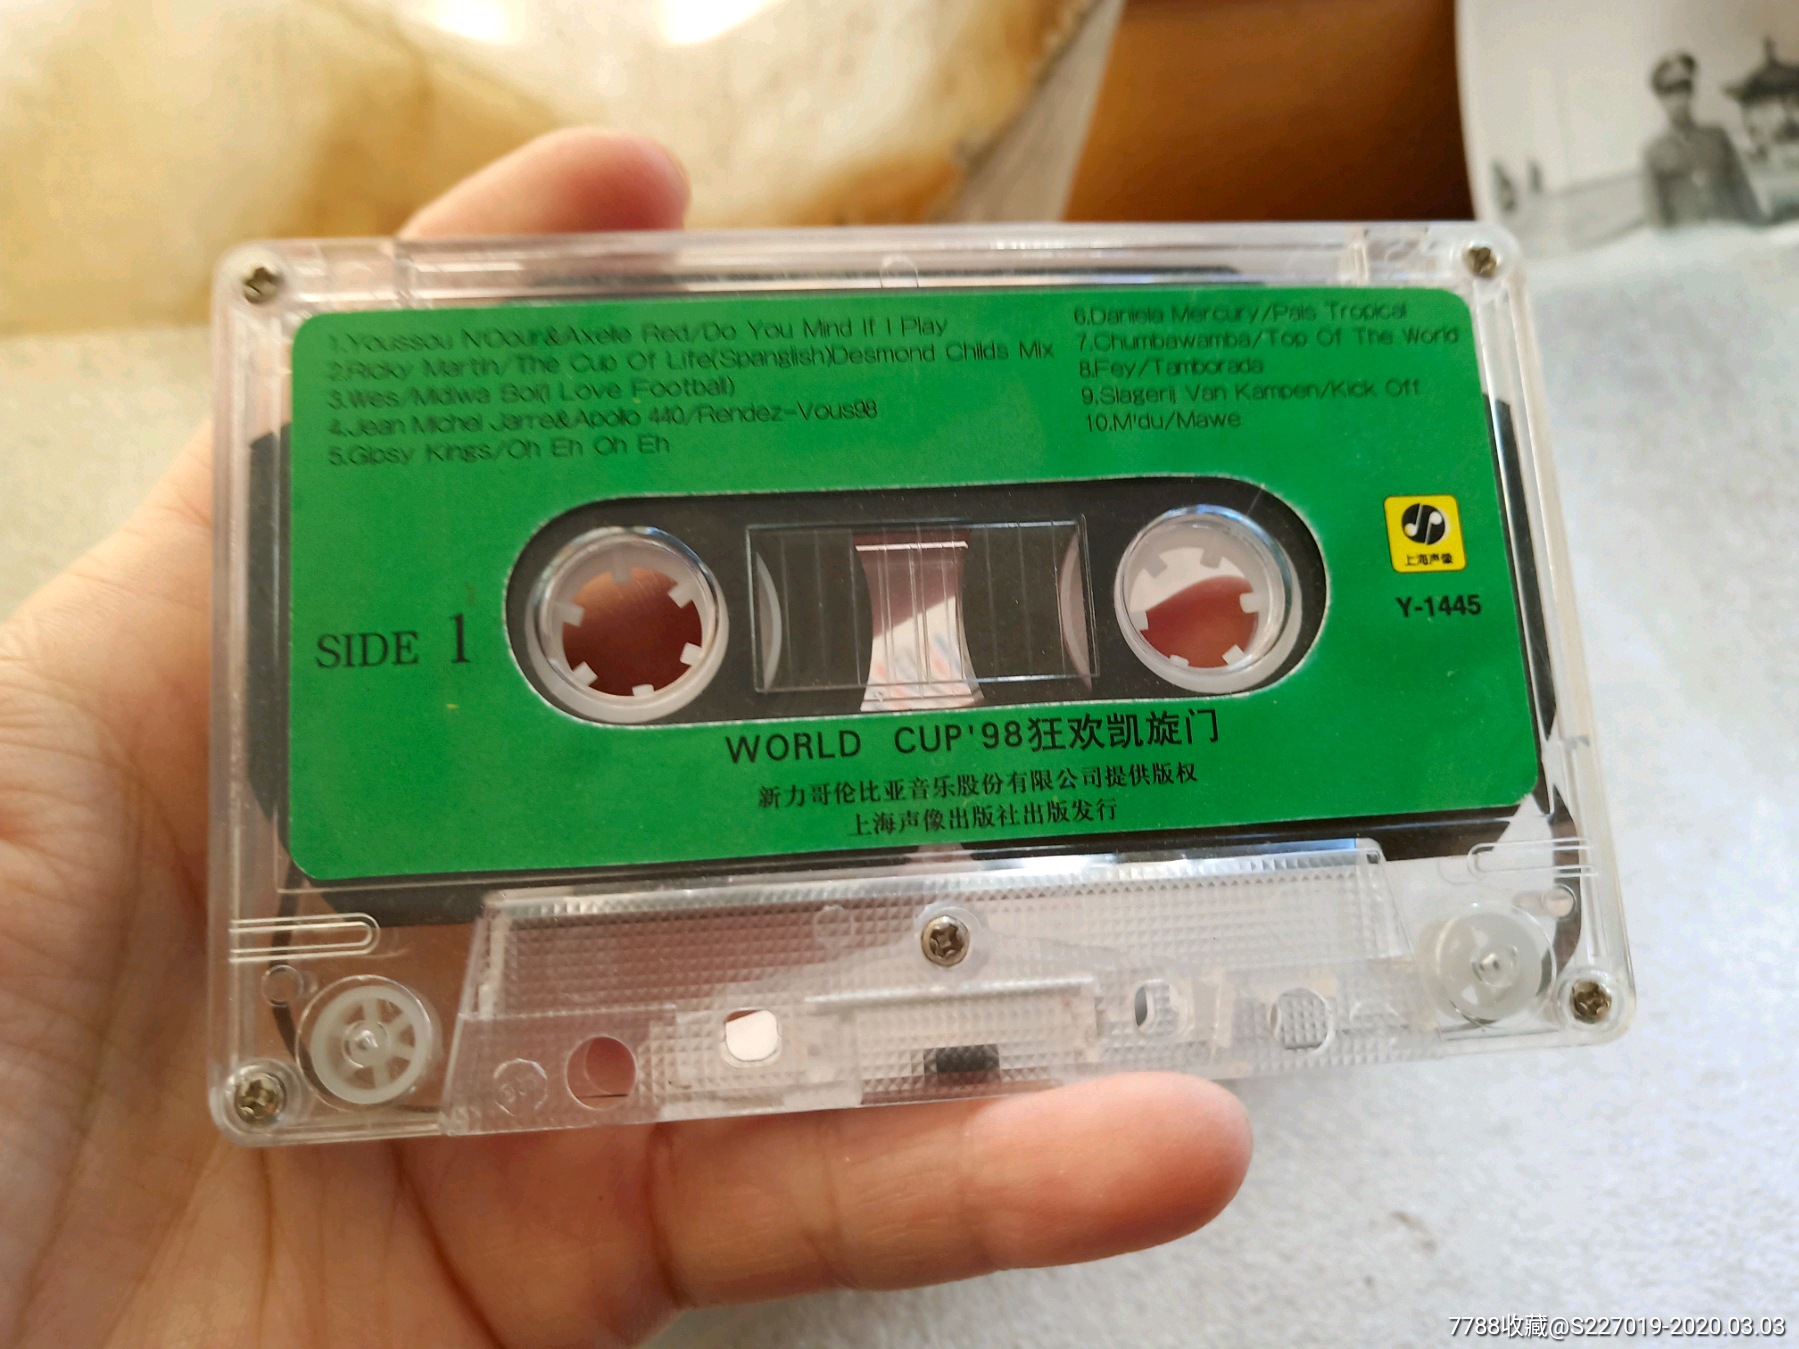 1.Youssou N'Dour&Axelle Red/Do You Mind If I Play
2.Ricky Martin/The Cup Of Life(Spanglish)Desmond Childs Mix
3.Wes/Midiwa Bol(I Love Football)
4.Jean Michel Jarre&Apollo 440/Rendez-Vous98
5.Gipsy Kings/Oh Eh Oh Eh
6.Daniela Mercury/Pais Tropical
7.Chumbawamba/Top Of The World
8.Fey/Tamborada
9.Slagerij Van Kampen/Kick Off
10.M'du/Mawe
上海声像
Y-1445
SIDE 1
WORLD CUP'98狂欢凯旋门
新力哥伦比亚音乐股份有限公司提供版权
上海声像出版社出版发行
7788收藏@S227019-2020.03.03